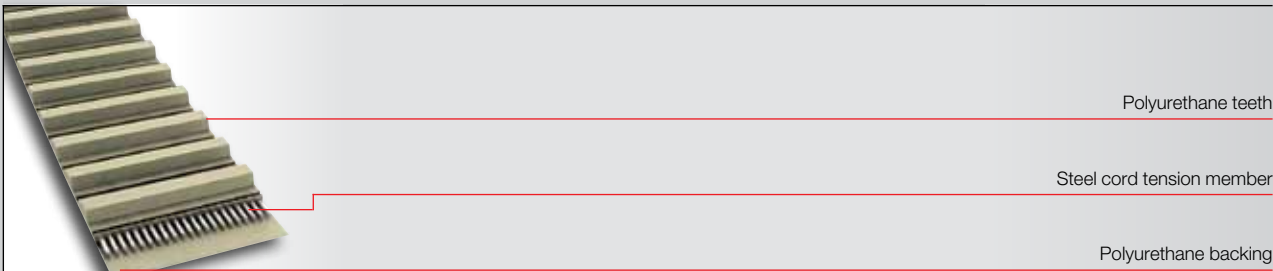 Polyurethane teeth
Steel cord tension member
Polyurethane backing